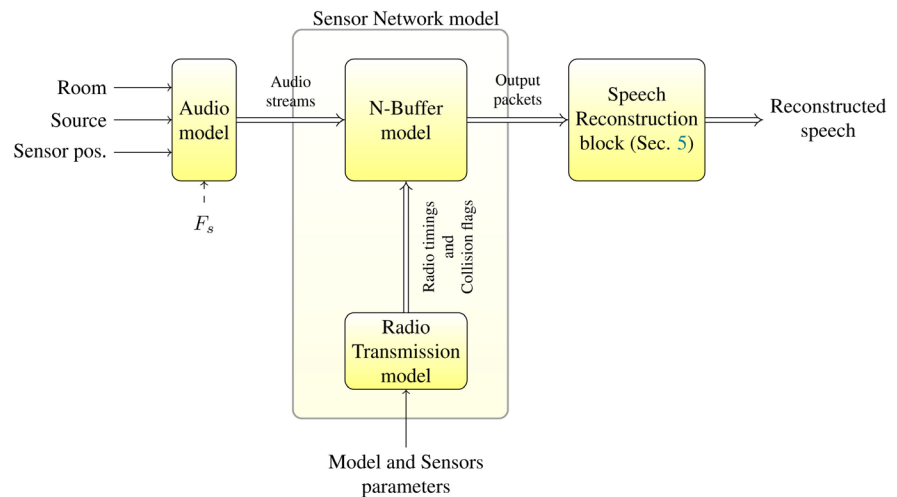 Sensor Network model
Room
Source
Sensor pos.
Audio
model
F_s
Audio
streams
N-Buffer
model
Output
packets
Speech
Reconstruction
block (Sec. 5)
Reconstructed
speech
Radio timings
and
Collision flags
Radio
Transmission
model
Model and Sensors
parameters